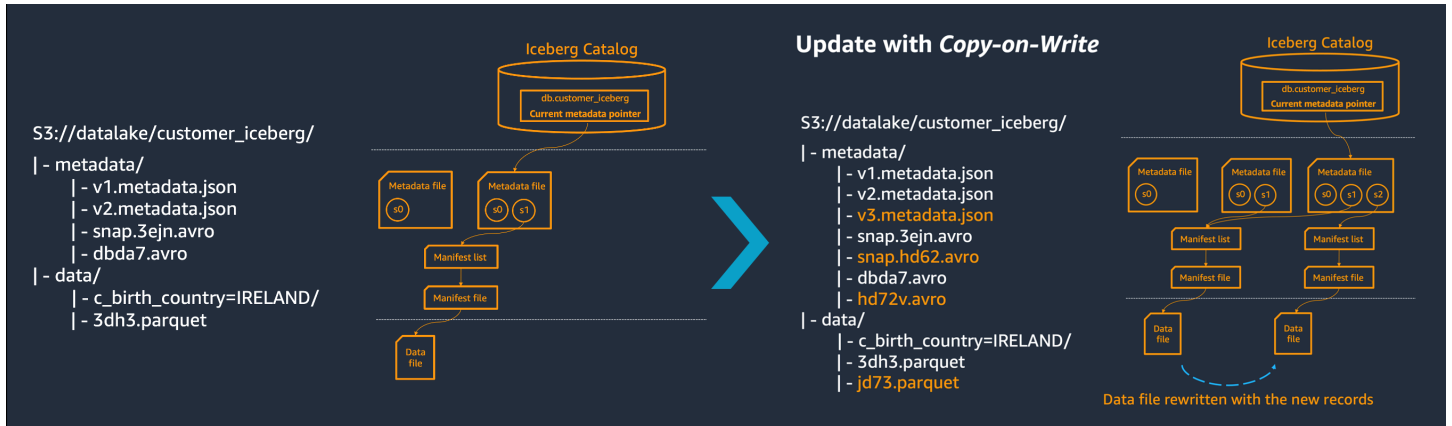 Iceberg Catalog
db.customer_iceberg
Current metadata pointer
S3://datalake/customer_iceberg/
|- metadata/
|- v1.metadata.json
|- v2.metadata.json
|- snap.3ejn.avro
|- dbda7.avro
|- data/
|- c_birth_country=IRELAND/
|- 3dh3.parquet
Metadata file
s0
Metadata file
s0 s1
Manifest list
Manifest file
Data
file
Update with Copy-on-Write
Iceberg Catalog
db.customer_iceberg
Current metadata pointer
S3://datalake/customer_iceberg/
|- metadata/
|- v1.metadata.json
|- v2.metadata.json
|- v3.metadata.json
|- snap.3ejn.avro
|- snap.hd62.avro
|- dbda7.avro
|- hd72v.avro
|- data/
|- c_birth_country=IRELAND/
|- 3dh3.parquet
|- jd73.parquet
Metadata file
s0
Metadata file
s0 s1
Metadata file
s0 s1 s2
Manifest list
Manifest list
Manifest file
Manifest file
Data
file
Data
file
Data file rewritten with the new records